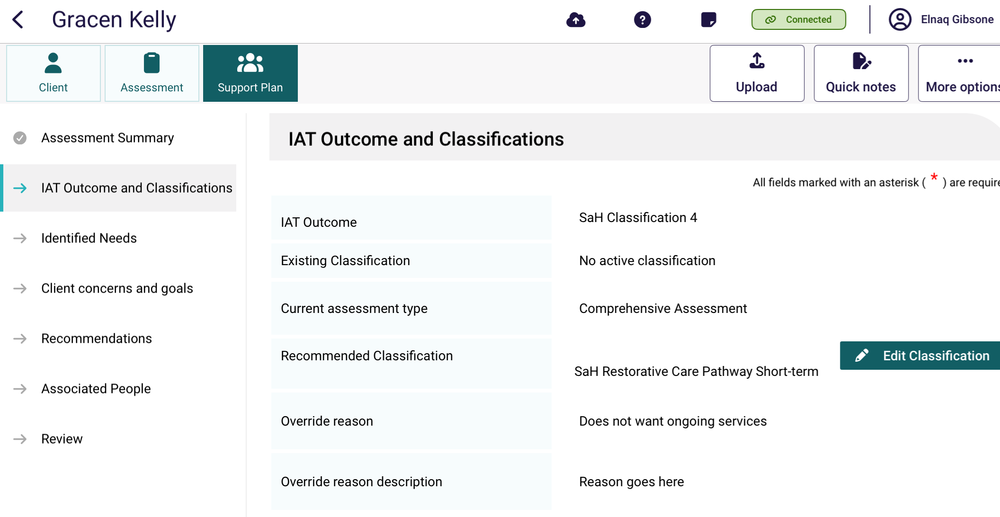 Gracen Kelly
Connected
Elnaq Gibsone
Client
Assessment
Support Plan
Upload
Quick notes
More options
Assessment Summary
IAT Outcome and Classifications
Identified Needs
Client concerns and goals
Recommendations
Associated People
Review
IAT Outcome and Classifications
All fields marked with an asterisk ( * ) are require
IAT Outcome
SaH Classification 4
Existing Classification
No active classification
Current assessment type
Comprehensive Assessment
Recommended Classification
SaH Restorative Care Pathway Short-term
Edit Classification
Override reason
Does not want ongoing services
Override reason description
Reason goes here